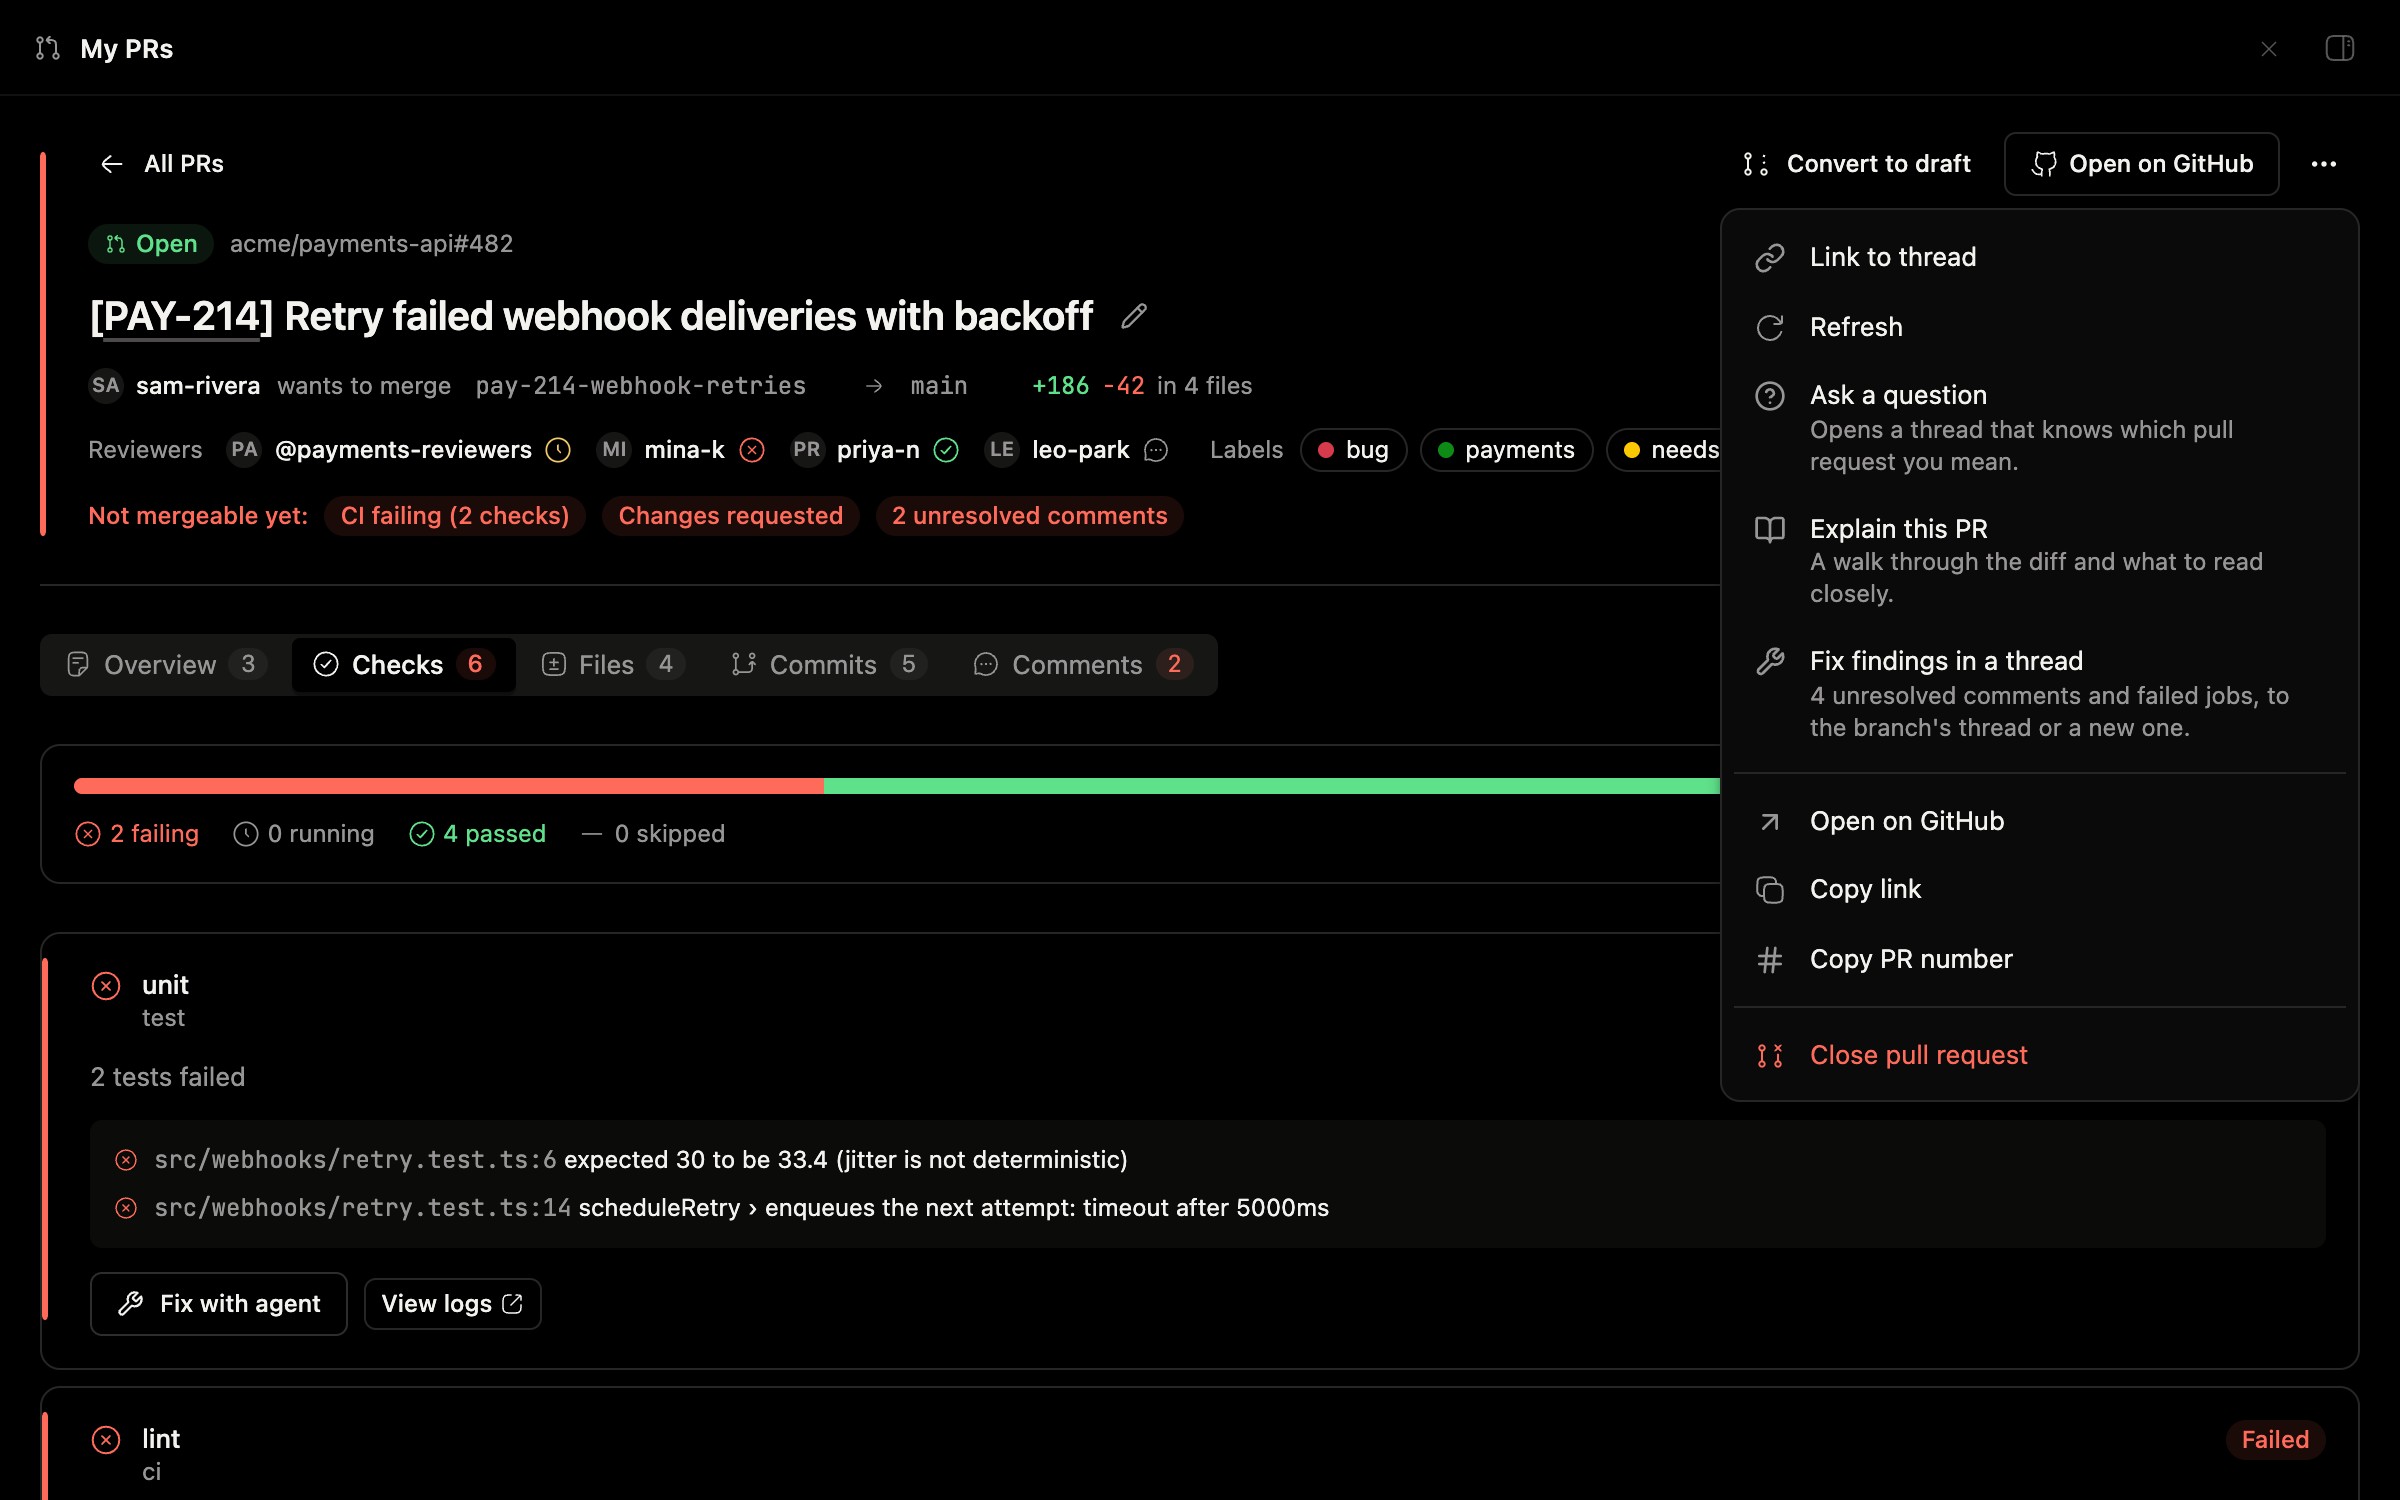 My PRs
All PRs
Convert to draft
Open on GitHub
Open acme/payments-api#482
[PAY-214] Retry failed webhook deliveries with backoff
SA sam-rivera wants to merge pay-214-webhook-retries → main +186 -42 in 4 files
Reviewers PA @payments-reviewers MI mina-k PR priya-n LE leo-park Labels bug payments needs
Not mergeable yet: CI failing (2 checks) Changes requested 2 unresolved comments
Link to thread
Refresh
Ask a question
Opens a thread that knows which pull
request you mean.
Explain this PR
A walk through the diff and what to read
closely.
Fix findings in a thread
4 unresolved comments and failed jobs, to
the branch's thread or a new one.
Open on GitHub
Copy link
Copy PR number
Close pull request
Overview 3 Checks 6 Files 4 Commits 5 Comments 2
2 failing 0 running 4 passed 0 skipped
unit
test
2 tests failed
src/webhooks/retry.test.ts:6 expected 30 to be 33.4 (jitter is not deterministic)
src/webhooks/retry.test.ts:14 scheduleRetry › enqueues the next attempt: timeout after 5000ms
Fix with agent View logs
lint Failed
ci